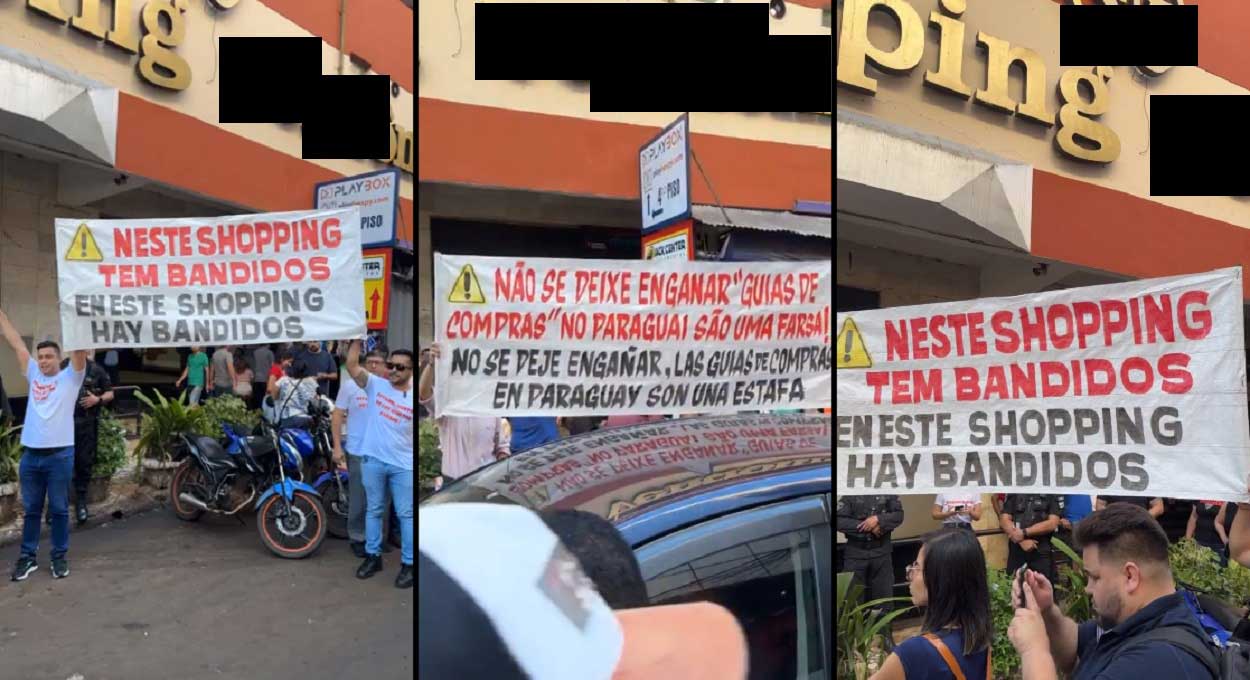 ng
PLAYBOX
PISO
NESTE SHOPPING
TEM BANDIDOS
EN ESTE SHOPPING
HAY BANDIDOS
PLAYBOX
PISO
NÃO SE DEIXE ENGANAR "GUIAS DE
COMPRAS" NO PARAGUAI SÃO UMA FARSA!
NO SE DEJE ENGAÑAR, LAS GUIAS DE COMPRAS
EN PARAGUAY SON UNA ESTAFA
ping
NESTE SHOPPING
TEM BANDIDOS
EN ESTE SHOPPING
HAY BANDIDOS